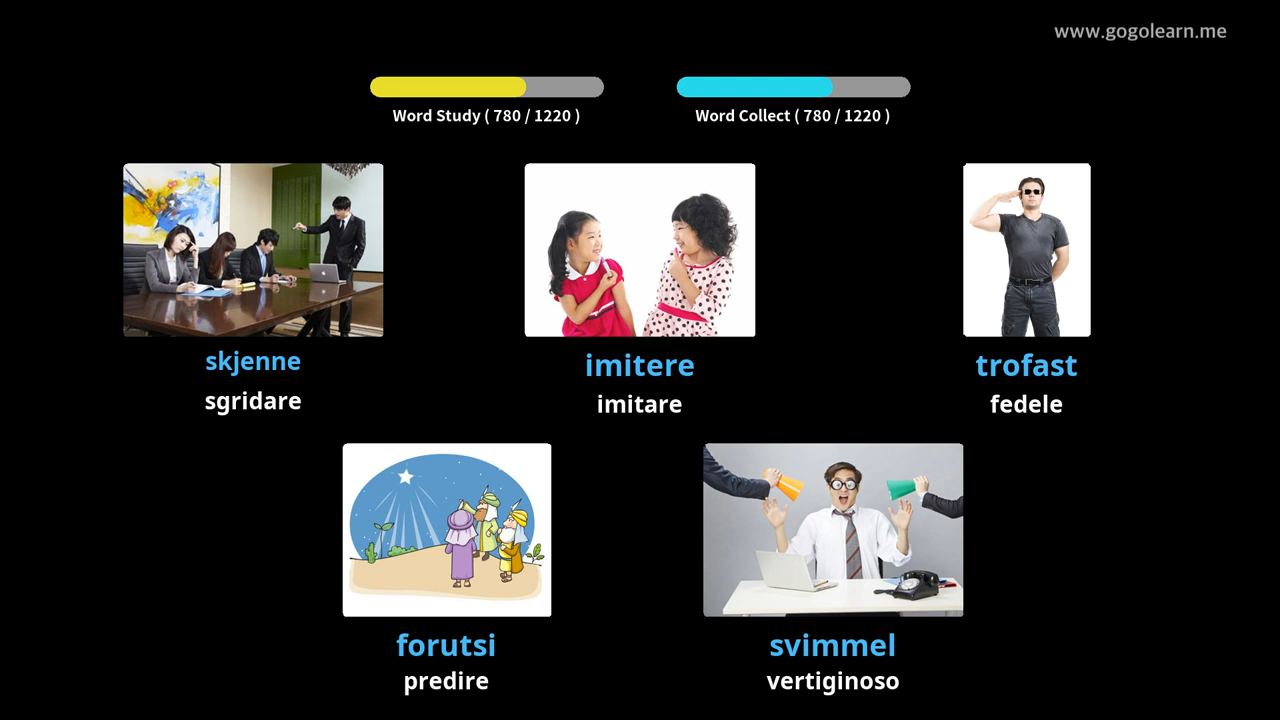 www.gogolearn.me
Word Study ( 780 / 1220 )
Word Collect ( 780 / 1220 )
skjenne
sgridare
imitere
imitare
trofast
fedele
forutsi
predire
svimmel
vertiginoso